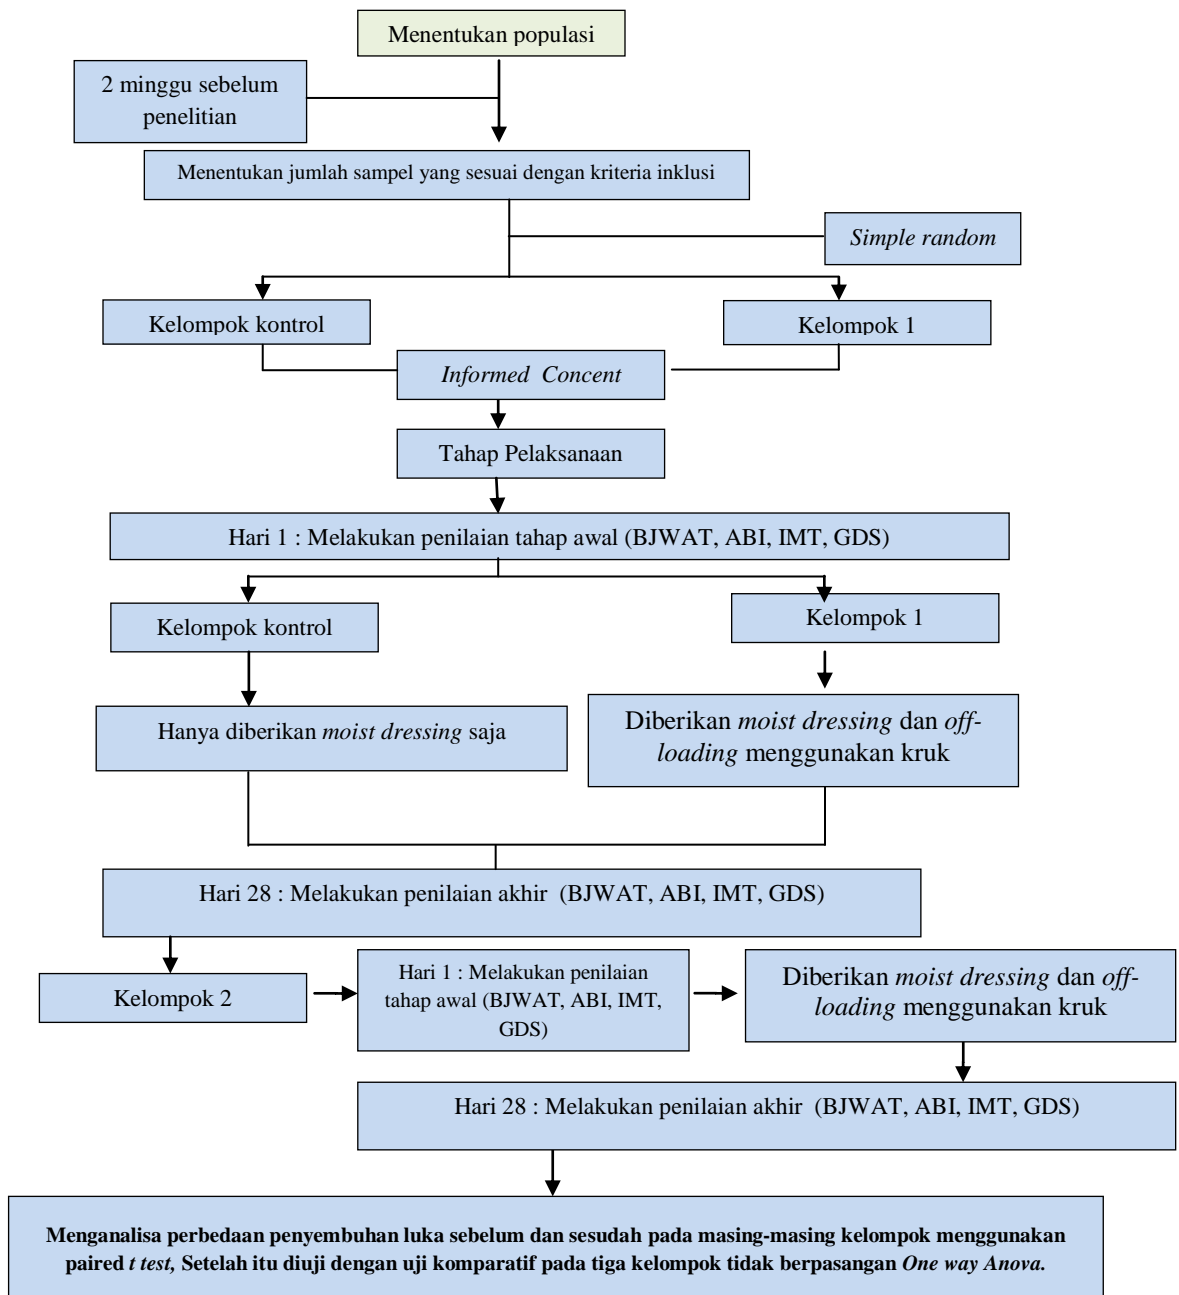 Menentukan populasi
2 minggu sebelum
penelitian
Menentukan jumlah sampel yang sesuai dengan kriteria inklusi
Simple random
Kelompok kontrol
Kelompok 1
Informed Concent
Tahap Pelaksanaan
Hari 1 : Melakukan penilaian tahap awal (BJWAT, ABI, IMT, GDS)
Kelompok kontrol
Kelompok 1
Hanya diberikan moist dressing saja
Diberikan moist dressing dan off-
loading menggunakan kruk
Hari 28 : Melakukan penilaian akhir (BJWAT, ABI, IMT, GDS)
Kelompok 2
Hari 1 : Melakukan penilaian
tahap awal (BJWAT, ABI, IMT,
GDS)
Diberikan moist dressing dan off-
loading menggunakan kruk
Hari 28 : Melakukan penilaian akhir (BJWAT, ABI, IMT, GDS)
Menganalisa perbedaan penyembuhan luka sebelum dan sesudah pada masing-masing kelompok menggunakan
paired t test, Setelah itu diuji dengan uji komparatif pada tiga kelompok tidak berpasangan One way Anova.